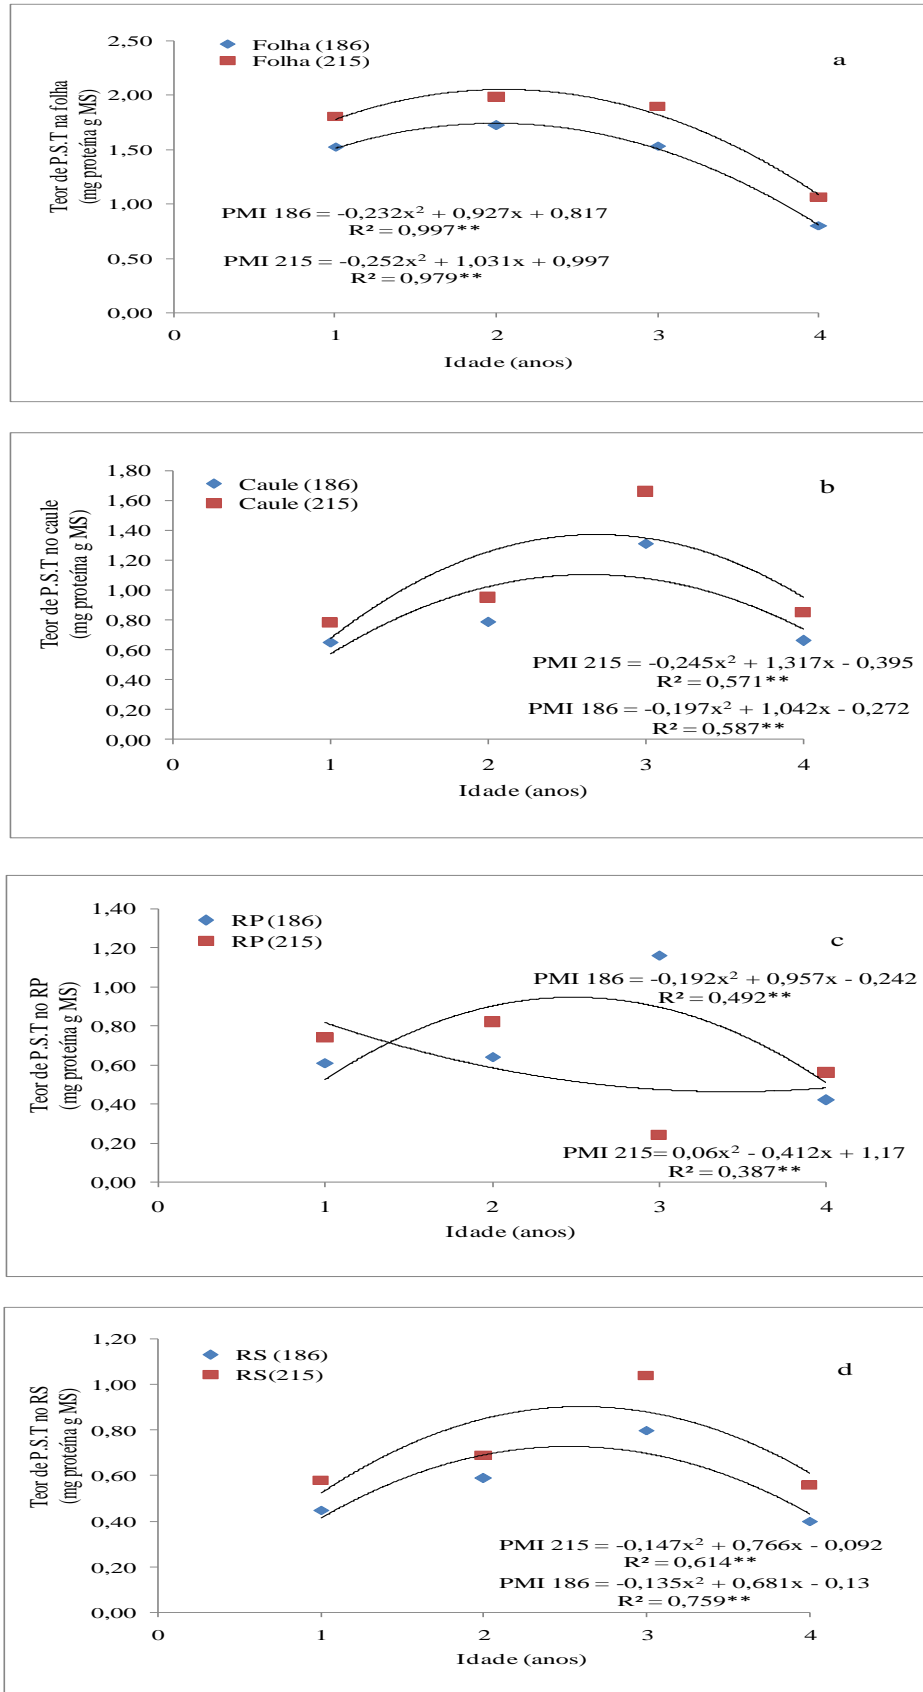 Teor de P.S.T na folha
(mg proteína g MS)
2,50
2,00
1,50
1,00
0,50
0,00
Folha (186)
Folha (215)
a
PMI 186 = -0,232x² + 0,927x + 0,817
R² = 0,997**
PMI 215 = -0,252x² + 1,031x + 0,997
R² = 0,979**
0 1 2 3 4
Idade (anos)
Teor de P.S.T no caule
(mg proteína g MS)
1,80
1,60
1,40
1,20
1,00
0,80
0,60
0,40
0,20
0,00
Caule (186)
Caule (215)
b
PMI 215 = -0,245x² + 1,317x - 0,395
R² = 0,571**
PMI 186 = -0,197x² + 1,042x - 0,272
R² = 0,587**
0 1 2 3 4
Idade (anos)
Teor de P.S.T no RP
(mg proteína g MS)
1,40
1,20
1,00
0,80
0,60
0,40
0,20
0,00
RP (186)
RP (215)
c
PMI 186 = -0,192x² + 0,957x - 0,242
R² = 0,492**
PMI 215= 0,06x² - 0,412x + 1,17
R² = 0,387**
0 1 2 3 4
Idade (anos)
Teor de P.S.T no RS
(mg proteína g MS)
1,20
1,00
0,80
0,60
0,40
0,20
0,00
RS (186)
RS(215)
d
PMI 215 = -0,147x² + 0,766x - 0,092
R² = 0,614**
PMI 186 = -0,135x² + 0,681x - 0,13
R² = 0,759**
0 1 2 3 4
Idade (anos)